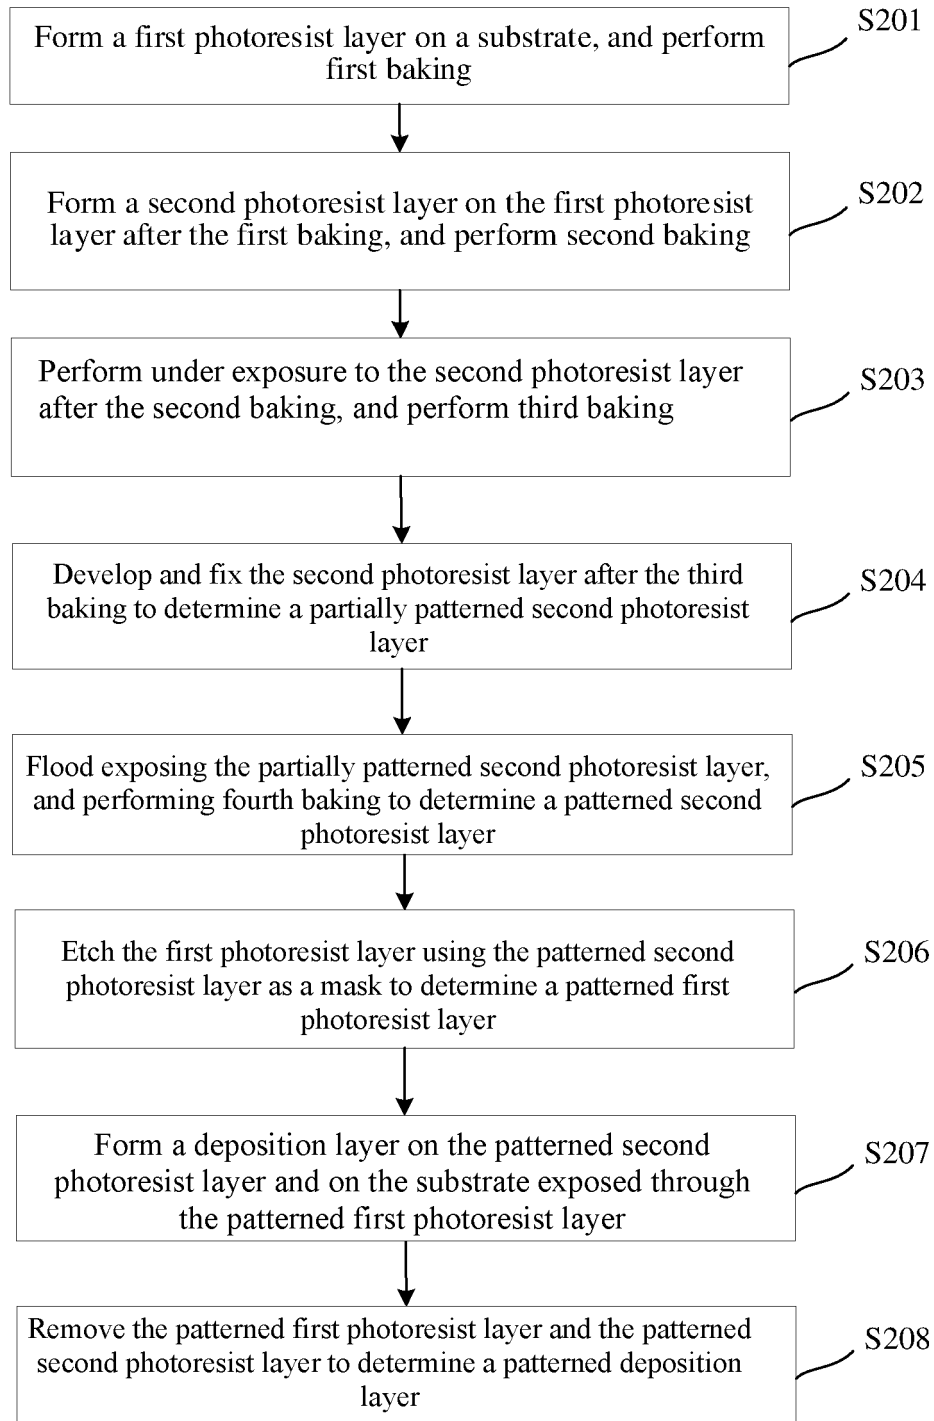 Form a first photoresist layer on a substrate, and perform
first baking
S201
Form a second photoresist layer on the first photoresist
layer after the first baking, and perform second baking
S202
Perform under exposure to the second photoresist layer
after the second baking, and perform third baking
S203
Develop and fix the second photoresist layer after the third
baking to determine a partially patterned second photoresist
layer
S204
Flood exposing the partially patterned second photoresist layer,
and performing fourth baking to determine a patterned second
photoresist layer
S205
Etch the first photoresist layer using the patterned second
photoresist layer as a mask to determine a patterned first
photoresist layer
S206
Form a deposition layer on the patterned second
photoresist layer and on the substrate exposed through
the patterned first photoresist layer
S207
Remove the patterned first photoresist layer and the patterned
second photoresist layer to determine a patterned deposition
layer
S208